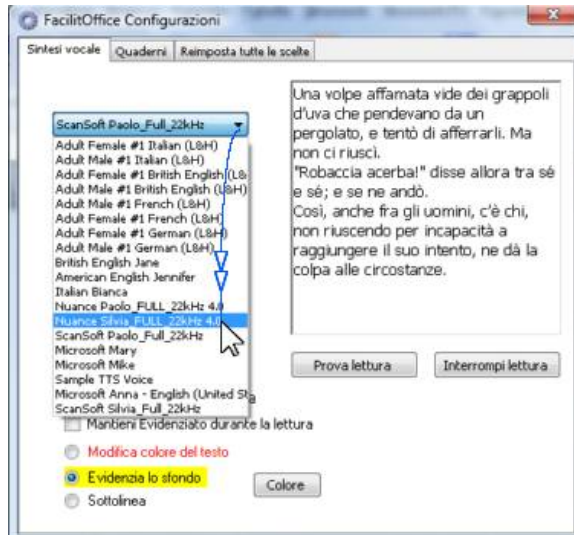 FacilitOffice Configurazioni
Sintesi vocale Quaderni Reimposta tutte le scelte
ScanSoft Paolo_Full_22kHz
Adult Female #1 Italian (L&H)
Adult Male #1 Italian (L&H)
Adult Female #1 British English (L&
Adult Male #1 British English (L&H)
Adult Male #1 French (L&H)
Adult Female #1 French (L&H)
Adult Female #1 German (L&H)
Adult Male #1 German (L&H)
British English Jane
American English Jennifer
Italian Bianca
Nuance Paolo_FULL_22kHz 4.0
Nuance Silvia_FULL_22kHz 4.0
ScanSoft Paolo_Full_22kHz
Microsoft Mary
Microsoft Mike
Sample TTS Voice
Microsoft Anna - English (United Sta
ScanSoft Silvia_Full_22kHz
Una volpe affamata vide dei grappoli
d'uva che pendevano da un
pergolato, e tentò di afferrarli. Ma
non ci riuscì.
"Robaccia acerba!" disse allora tra sé
e sé; e se ne andò.
Così, anche fra gli uomini, c'è chi,
non riuscendo per incapacità a
raggiungere il suo intento, ne dà la
colpa alle circostanze.
Prova lettura Interrompi lettura
Mantieni Evidenziato durante la lettura
Modifica colore del testo
Evidenzia lo sfondo
Colore
Sottolinea